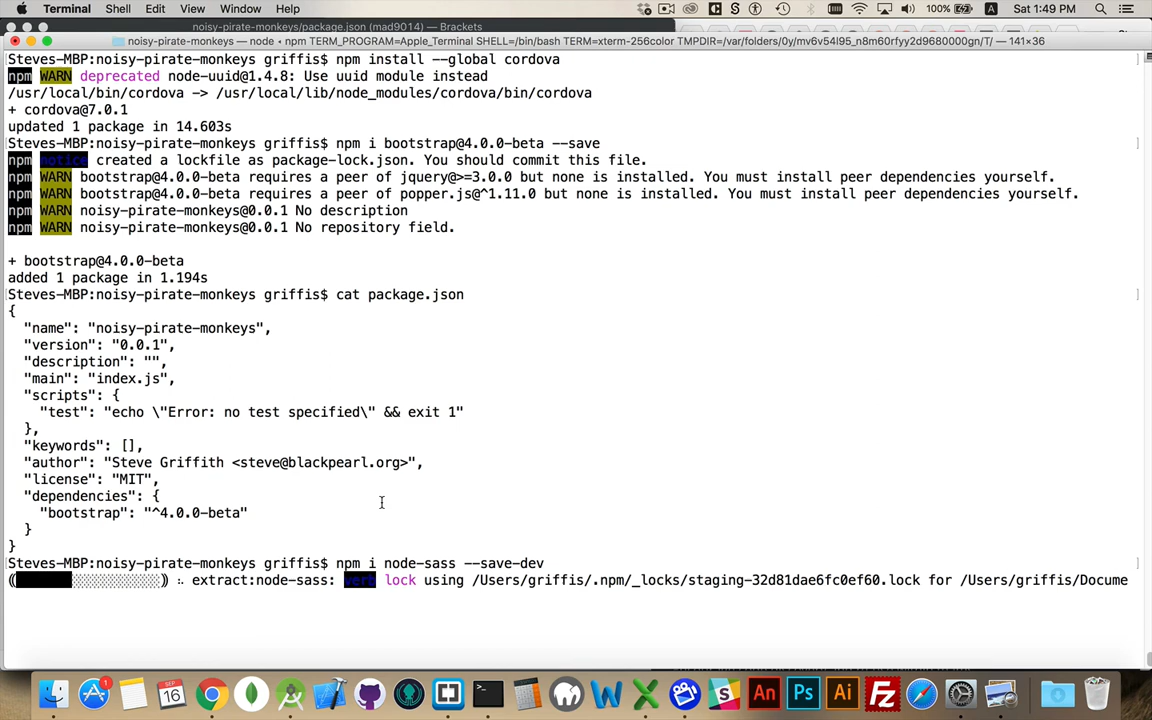 Terminal Shell Edit View Window Help 100% Sat 1:49 PM
noisy-pirate-monkeys/package.json (mad9014) — Brackets
noisy-pirate-monkeys — node ◂ npm TERM_PROGRAM=Apple_Terminal SHELL=/bin/bash TERM=xterm-256color TMPDIR=/var/folders/0y/mv6v54l95_n8m60rfyy2d9680000gn/T/ — 141×36
Steves-MBP:noisy-pirate-monkeys griffis$ npm install --global cordova
npm WARN deprecated node-uuid@1.4.8: Use uuid module instead
/usr/local/bin/cordova -> /usr/local/lib/node_modules/cordova/bin/cordova
+ cordova@7.0.1
updated 1 package in 14.603s
Steves-MBP:noisy-pirate-monkeys griffis$ npm i bootstrap@4.0.0-beta --save
npm notice created a lockfile as package-lock.json. You should commit this file.
npm WARN bootstrap@4.0.0-beta requires a peer of jquery@>=3.0.0 but none is installed. You must install peer dependencies yourself.
npm WARN bootstrap@4.0.0-beta requires a peer of popper.js@^1.11.0 but none is installed. You must install peer dependencies yourself.
npm WARN noisy-pirate-monkeys@0.0.1 No description
npm WARN noisy-pirate-monkeys@0.0.1 No repository field.
+ bootstrap@4.0.0-beta
added 1 package in 1.194s
Steves-MBP:noisy-pirate-monkeys griffis$ cat package.json
{
"name": "noisy-pirate-monkeys",
"version": "0.0.1",
"description": "",
"main": "index.js",
"scripts": {
"test": "echo \"Error: no test specified\" && exit 1"
},
"keywords": [],
"author": "Steve Griffith <steve@blackpearl.org>",
"license": "MIT",
"dependencies": {
"bootstrap": "^4.0.0-beta"
}
}
Steves-MBP:noisy-pirate-monkeys griffis$ npm i node-sass --save-dev
extract:node-sass: verb lock using /Users/griffis/.npm/_locks/staging-32d81dae6fc0ef60.lock for /Users/griffis/Docume